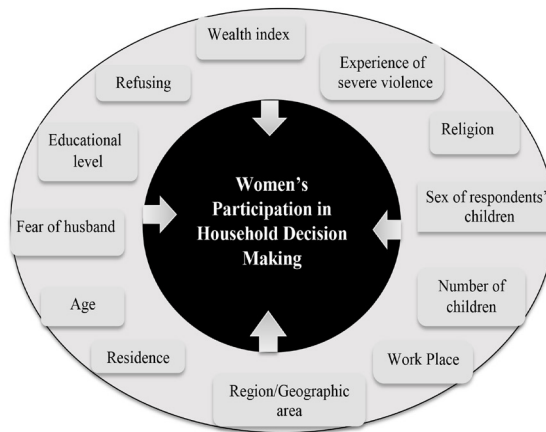 Wealth index
Experience of
severe violence
Refusing
Religion
Educational
level
Women's
Participation in
Household Decision
Making
Sex of respondents'
children
Fear of husband
Number of
children
Age
Residence
Work Place
Region/Geographic
area